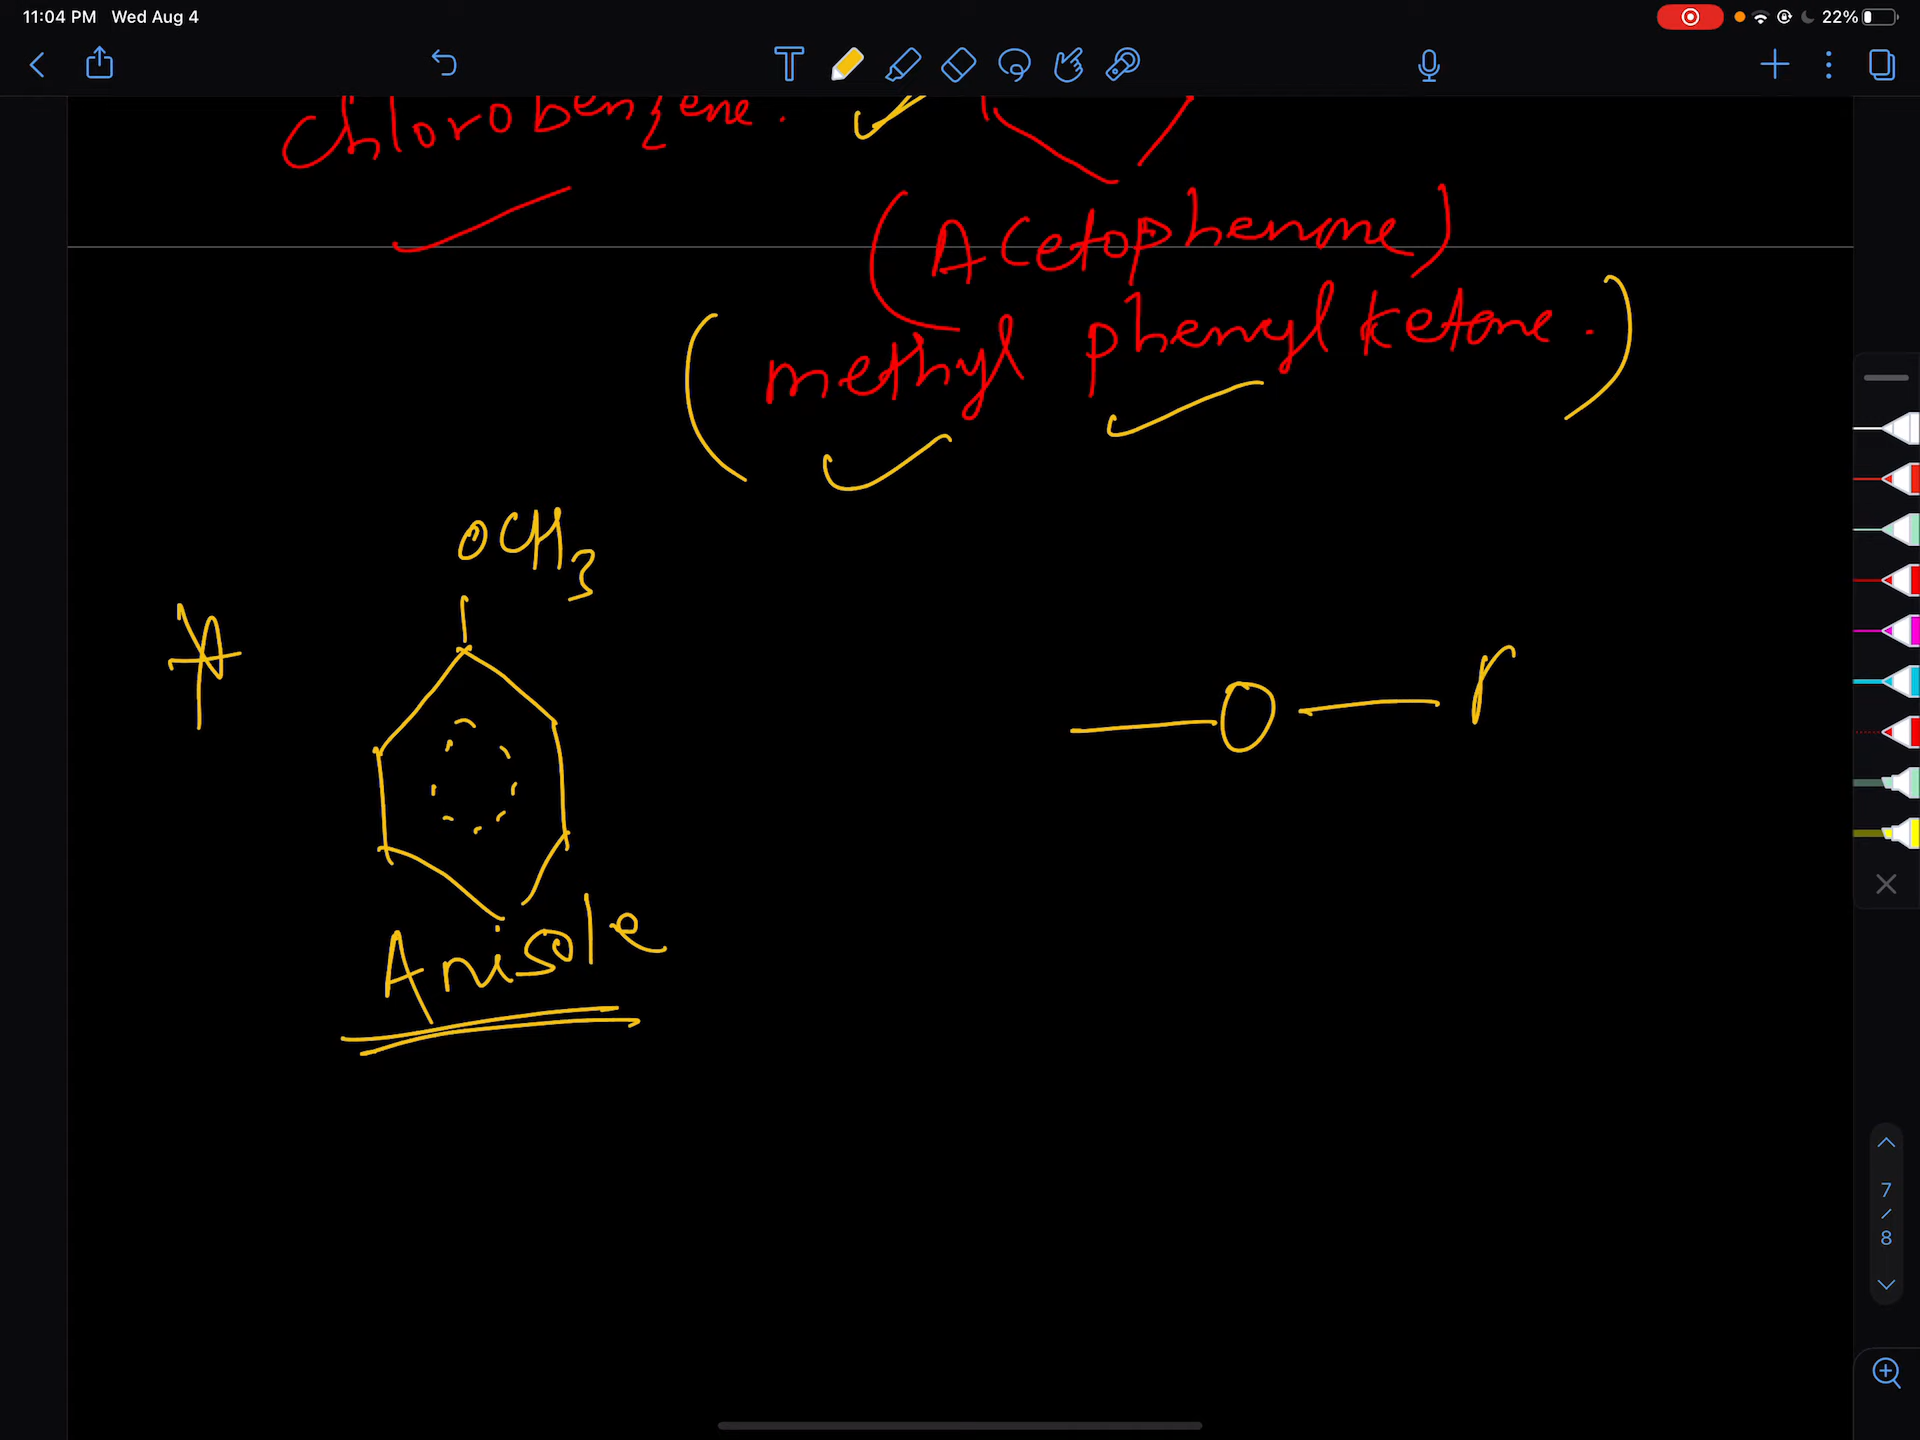 11:04 PM Wed Aug 4
22%
Chlorobenzene.
(Acetophenone)
(methyl phenyl ketone.)
OCH3
— O — r
Anisole
7
/
8